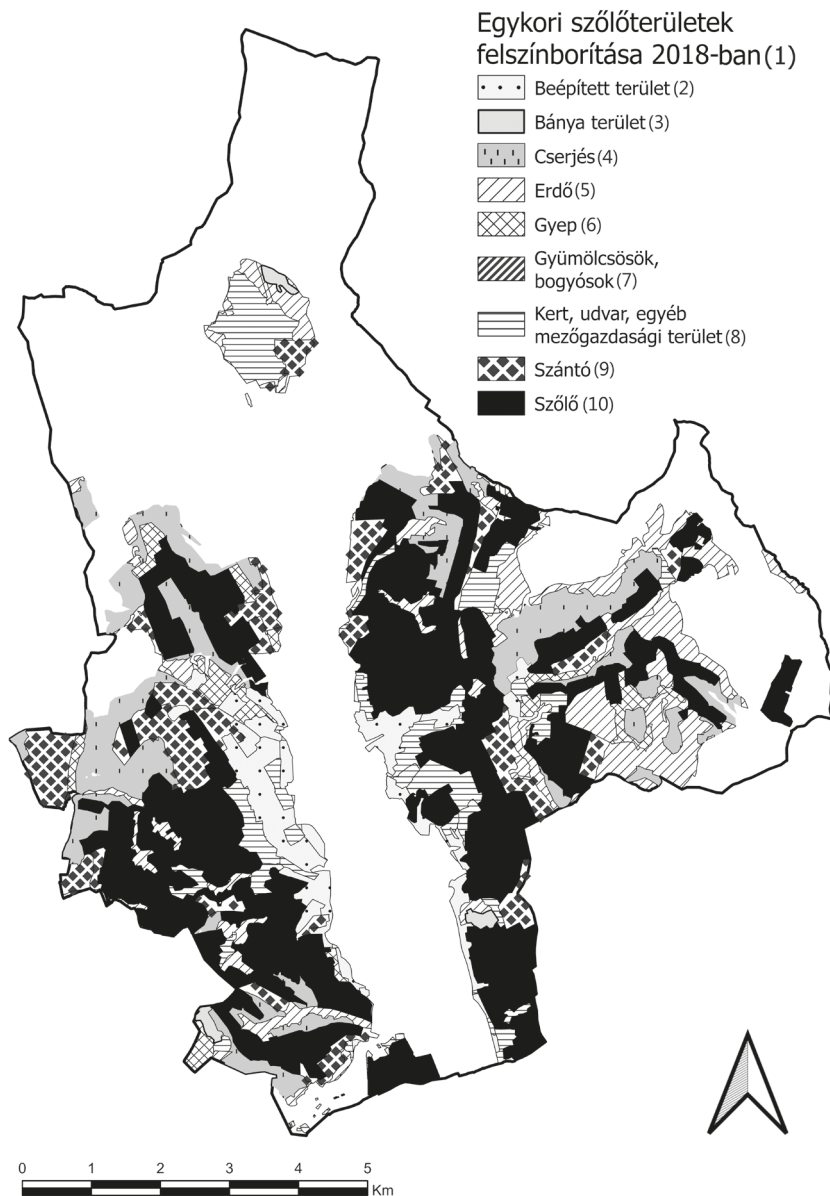 Egykori szőlőterületek
felszínborítása 2018-ban (1)
Beépített terület (2)
Bánya terület (3)
Cserjés (4)
Erdő (5)
Gyep (6)
Gyümölcsösök,
bogyósok (7)
Kert, udvar, egyéb
mezőgazdasági terület (8)
Szántó (9)
Szőlő (10)
0 1 2 3 4 5
Km